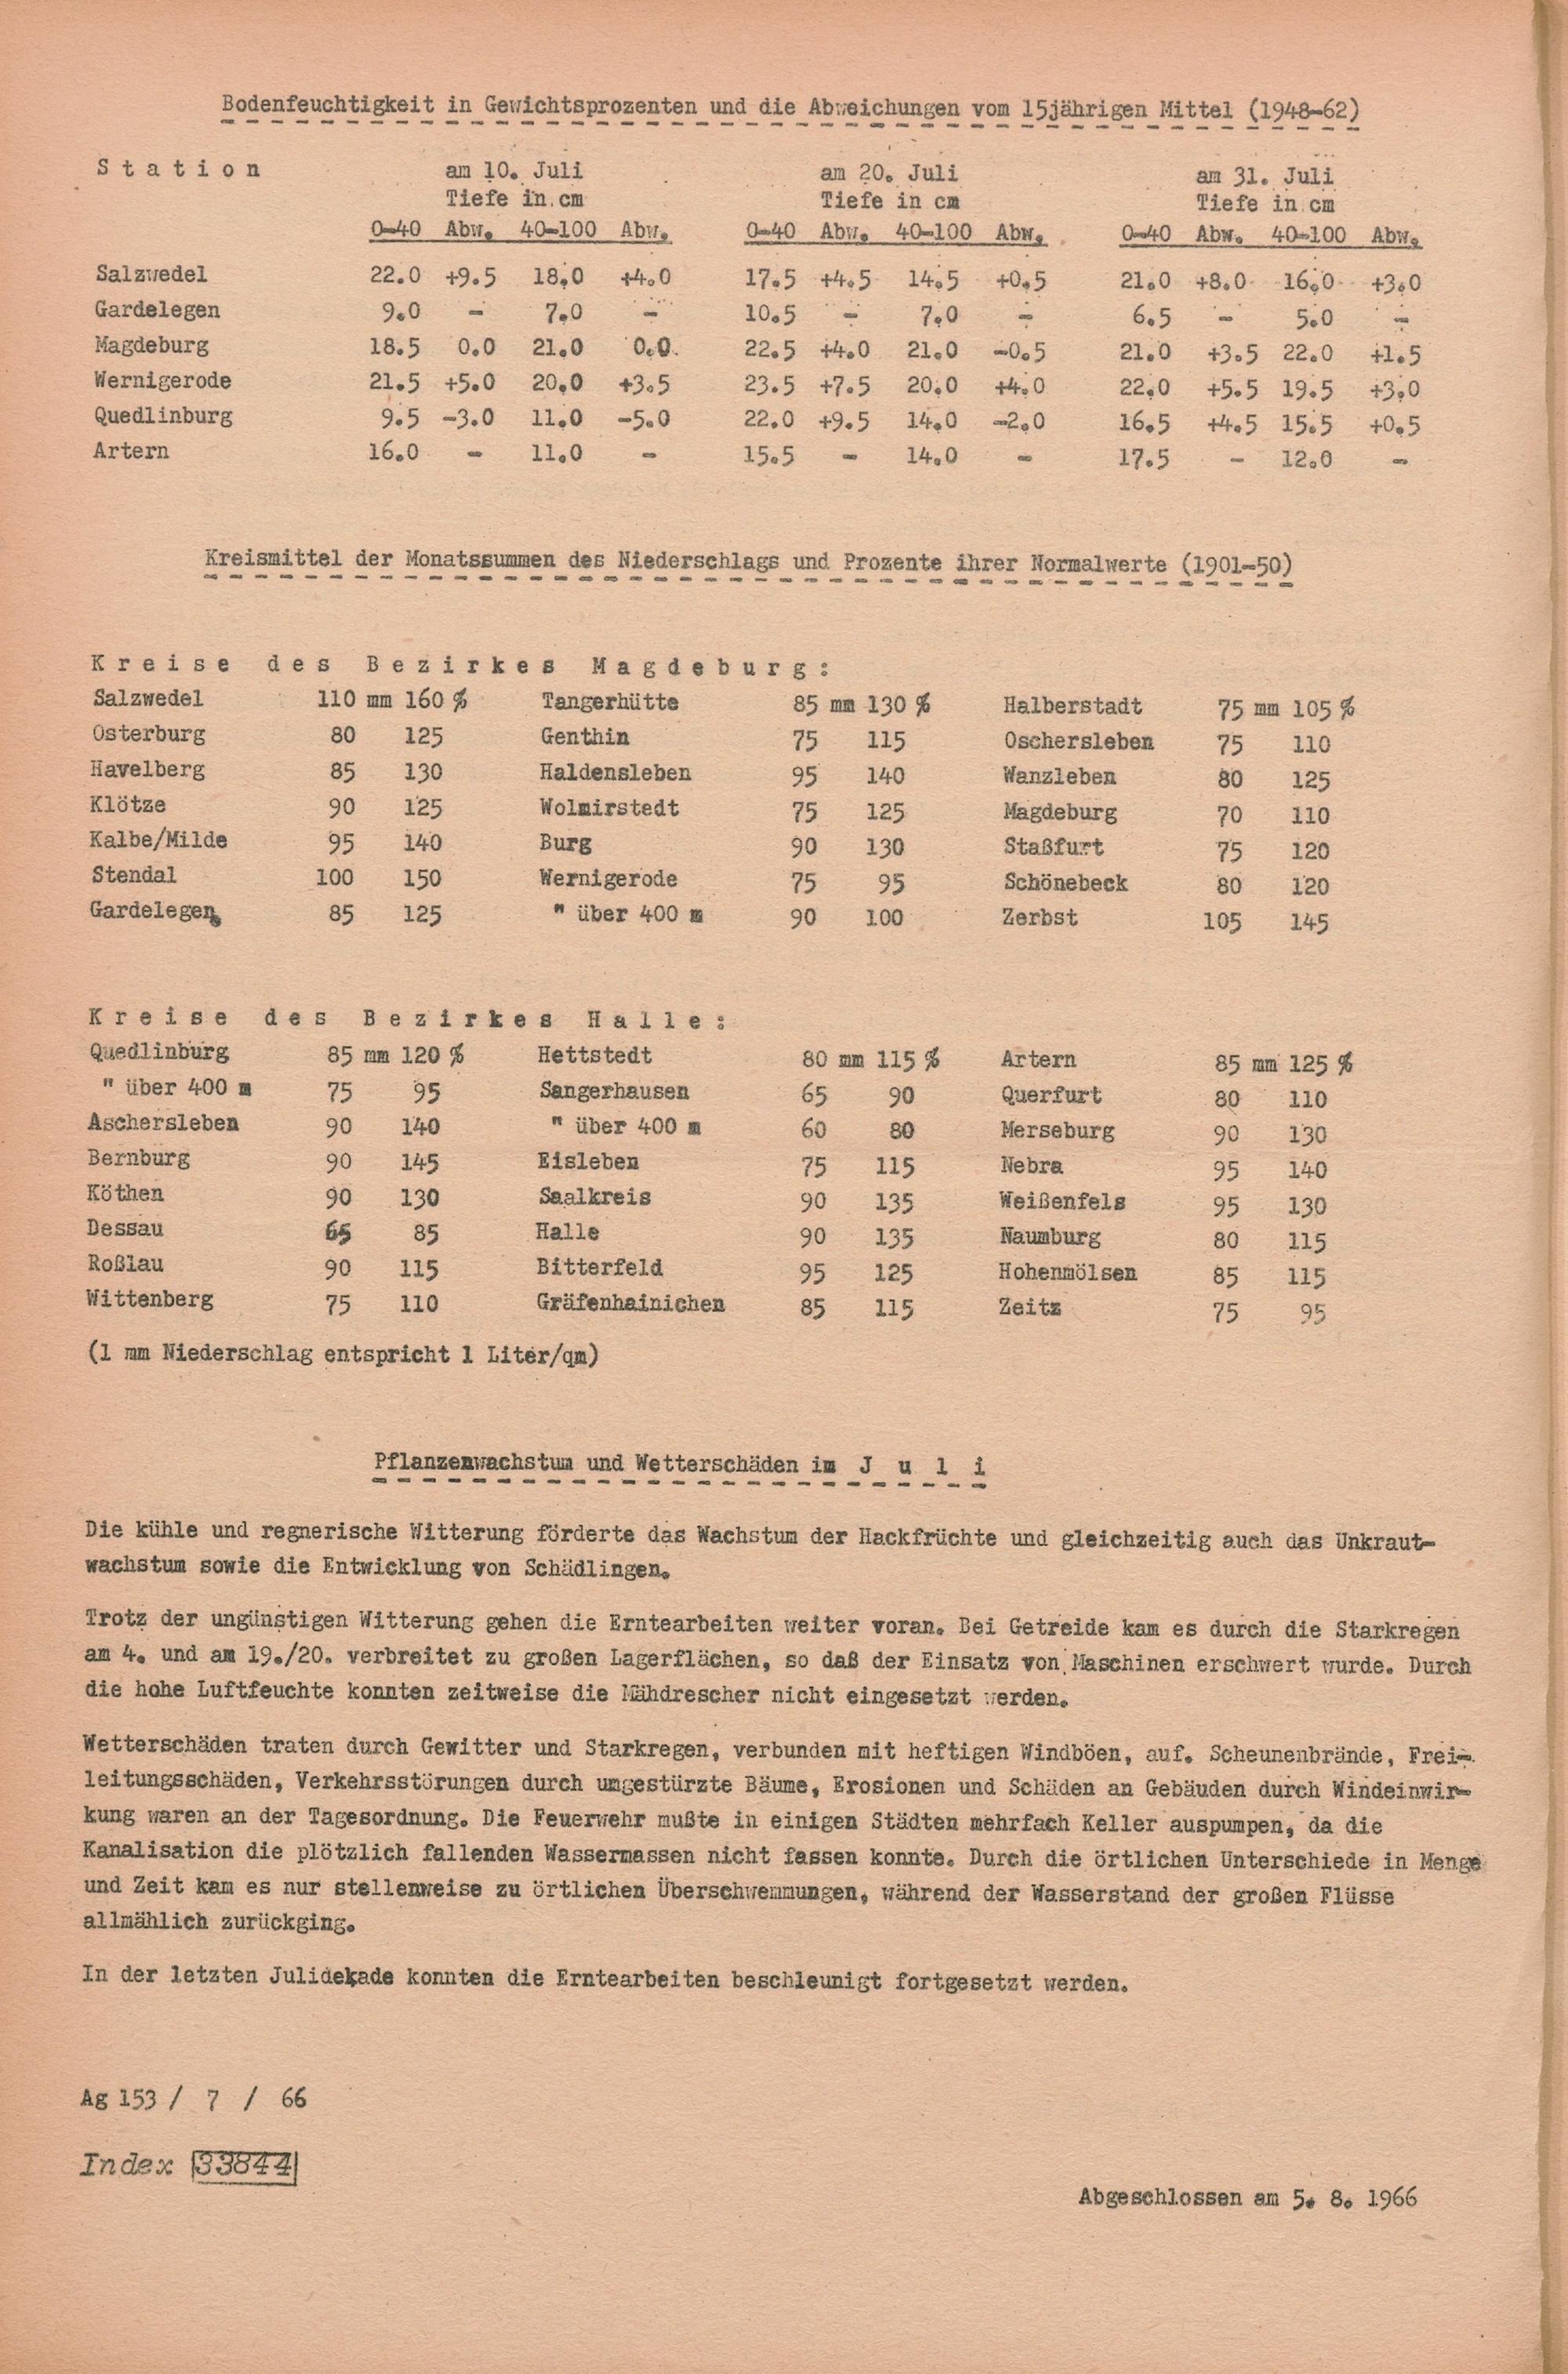 Bodenfeuchtigkeit in Gewichtsprozenten und die Abweichungen vom 15jährigen Mittel (1948-62)
S t a t i o n am 10. Juli am 20. Juli am 31. Juli
Tiefe in cm Tiefe in cm Tiefe in cm
0-40 Abw. 40-100 Abw. 0-40 Abw. 40-100 Abw. 0-40 Abw. 40-100 Abw.
Salzwedel 22.0 +9.5 18.0 +4.0 17.5 +4.5 14.5 +0.5 21.0 +8.0 16.0 +3.0
Gardelegen 9.0 - 7.0 - 10.5 - 7.0 - 6.5 - 5.0 -
Magdeburg 18.5 0.0 21.0 0.0 22.5 +4.0 21.0 -0.5 21.0 +3.5 22.0 +1.5
Wernigerode 21.5 +5.0 20.0 +3.5 23.5 +7.5 20.0 +4.0 22.0 +5.5 19.5 +3.0
Quedlinburg 9.5 -3.0 11.0 -5.0 22.0 +9.5 14.0 -2.0 16.5 +4.5 15.5 +0.5
Artern 16.0 - 11.0 - 15.5 - 14.0 - 17.5 - 12.0 -
Kreismittel der Monatssummen des Niederschlags und Prozente ihrer Normalwerte (1901-50)
K r e i s e d e s B e z i r k e s M a g d e b u r g :
Salzwedel 110 mm 160 % Tangerhütte 85 mm 130 % Halberstadt 75 mm 105 %
Osterburg 80 125 Genthin 75 115 Oschersleben 75 110
Havelberg 85 130 Haldensleben 95 140 Wanzleben 80 125
Klötze 90 125 Wolmirstedt 75 125 Magdeburg 70 110
Kalbe/Milde 95 140 Burg 90 130 Staßfurt 75 120
Stendal 100 150 Wernigerode 75 95 Schönebeck 80 120
Gardelegen 85 125 " über 400 m 90 100 Zerbst 105 145
K r e i s e d e s B e z i r k e s H a l l e :
Quedlinburg 85 mm 120 % Hettstedt 80 mm 115 % Artern 85 mm 125 %
" über 400 m 75 95 Sangerhausen 65 90 Querfurt 80 110
Aschersleben 90 140 " über 400 m 60 80 Merseburg 90 130
Bernburg 90 145 Eisleben 75 115 Nebra 95 140
Köthen 90 130 Saalkreis 90 135 Weißenfels 95 130
Dessau 65 85 Halle 90 135 Naumburg 80 115
Roßlau 90 115 Bitterfeld 95 125 Hohenmölsen 85 115
Wittenberg 75 110 Gräfenhainichen 85 115 Zeitz 75 95
(1 mm Niederschlag entspricht 1 Liter/qm)
Pflanzenwachstum und Wetterschäden im J u l i
Die kühle und regnerische Witterung förderte das Wachstum der Hackfrüchte und gleichzeitig auch das Unkraut-
wachstum sowie die Entwicklung von Schädlingen.
Trotz der ungünstigen Witterung gehen die Erntearbeiten weiter voran. Bei Getreide kam es durch die Starkregen
am 4. und am 19./20. verbreitet zu großen Lagerflächen, so daß der Einsatz von Maschinen erschwert wurde. Durch
die hohe Luftfeuchte konnten zeitweise die Mähdrescher nicht eingesetzt werden.
Wetterschäden traten durch Gewitter und Starkregen, verbunden mit heftigen Windböen, auf. Scheunenbrände, Frei-
leitungsschäden, Verkehrsstörungen durch umgestürzte Bäume, Erosionen und Schäden an Gebäuden durch Windeinwir-
kung waren an der Tagesordnung. Die Feuerwehr mußte in einigen Städten mehrfach Keller auspumpen, da die
Kanalisation die plötzlich fallenden Wassermassen nicht fassen konnte. Durch die örtlichen Unterschiede in Menge
und Zeit kam es nur stellenweise zu örtlichen Überschwemmungen, während der Wasserstand der großen Flüsse
allmählich zurückging.
In der letzten Julidekade konnten die Erntearbeiten beschleunigt fortgesetzt werden.
Ag 153 / 7 / 66
Index 33844
Abgeschlossen am 5. 8. 1966